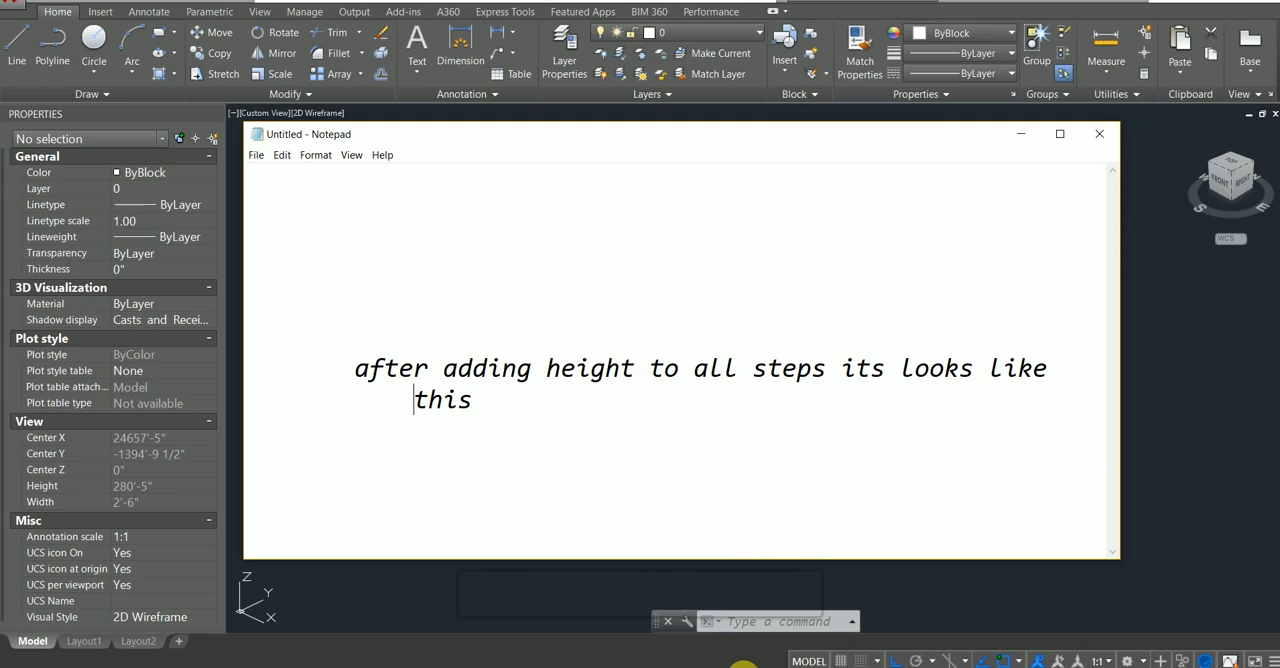 Home Insert Annotate Parametric View Manage Output Add-ins A360 Express Tools Featured Apps BIM 360 Performance
Line Polyline Circle Arc
Move Rotate Trim
Copy Mirror Fillet
Stretch Scale Array
Text Dimension Table
Layer Properties
0
Make Current
Match Layer
Insert
Match Properties
ByBlock
ByLayer
ByLayer
Group Measure Paste Base
Draw Modify Annotation Layers Block Properties Groups Utilities Clipboard View
PROPERTIES
[−][Custom View][2D Wireframe]
No selection
General
Color ByBlock
Layer 0
Linetype ByLayer
Linetype scale 1.00
Lineweight ByLayer
Transparency ByLayer
Thickness 0"
3D Visualization
Material ByLayer
Shadow display Casts and Recei...
Plot style
Plot style ByColor
Plot style table None
Plot table attach... Model
Plot table type Not available
View
Center X 24657'-5"
Center Y -1394'-9 1/2"
Center Z 0"
Height 280'-5"
Width 2'-6"
Misc
Annotation scale 1:1
UCS icon On Yes
UCS icon at origin Yes
UCS per viewport Yes
UCS Name
Visual Style 2D Wireframe
Untitled - Notepad
File Edit Format View Help
after adding height to all steps its looks like
this
TOP
FRONT RIGHT
S E
WCS
Z
Y
X
Type a command
Model Layout1 Layout2 +
MODEL 1:1